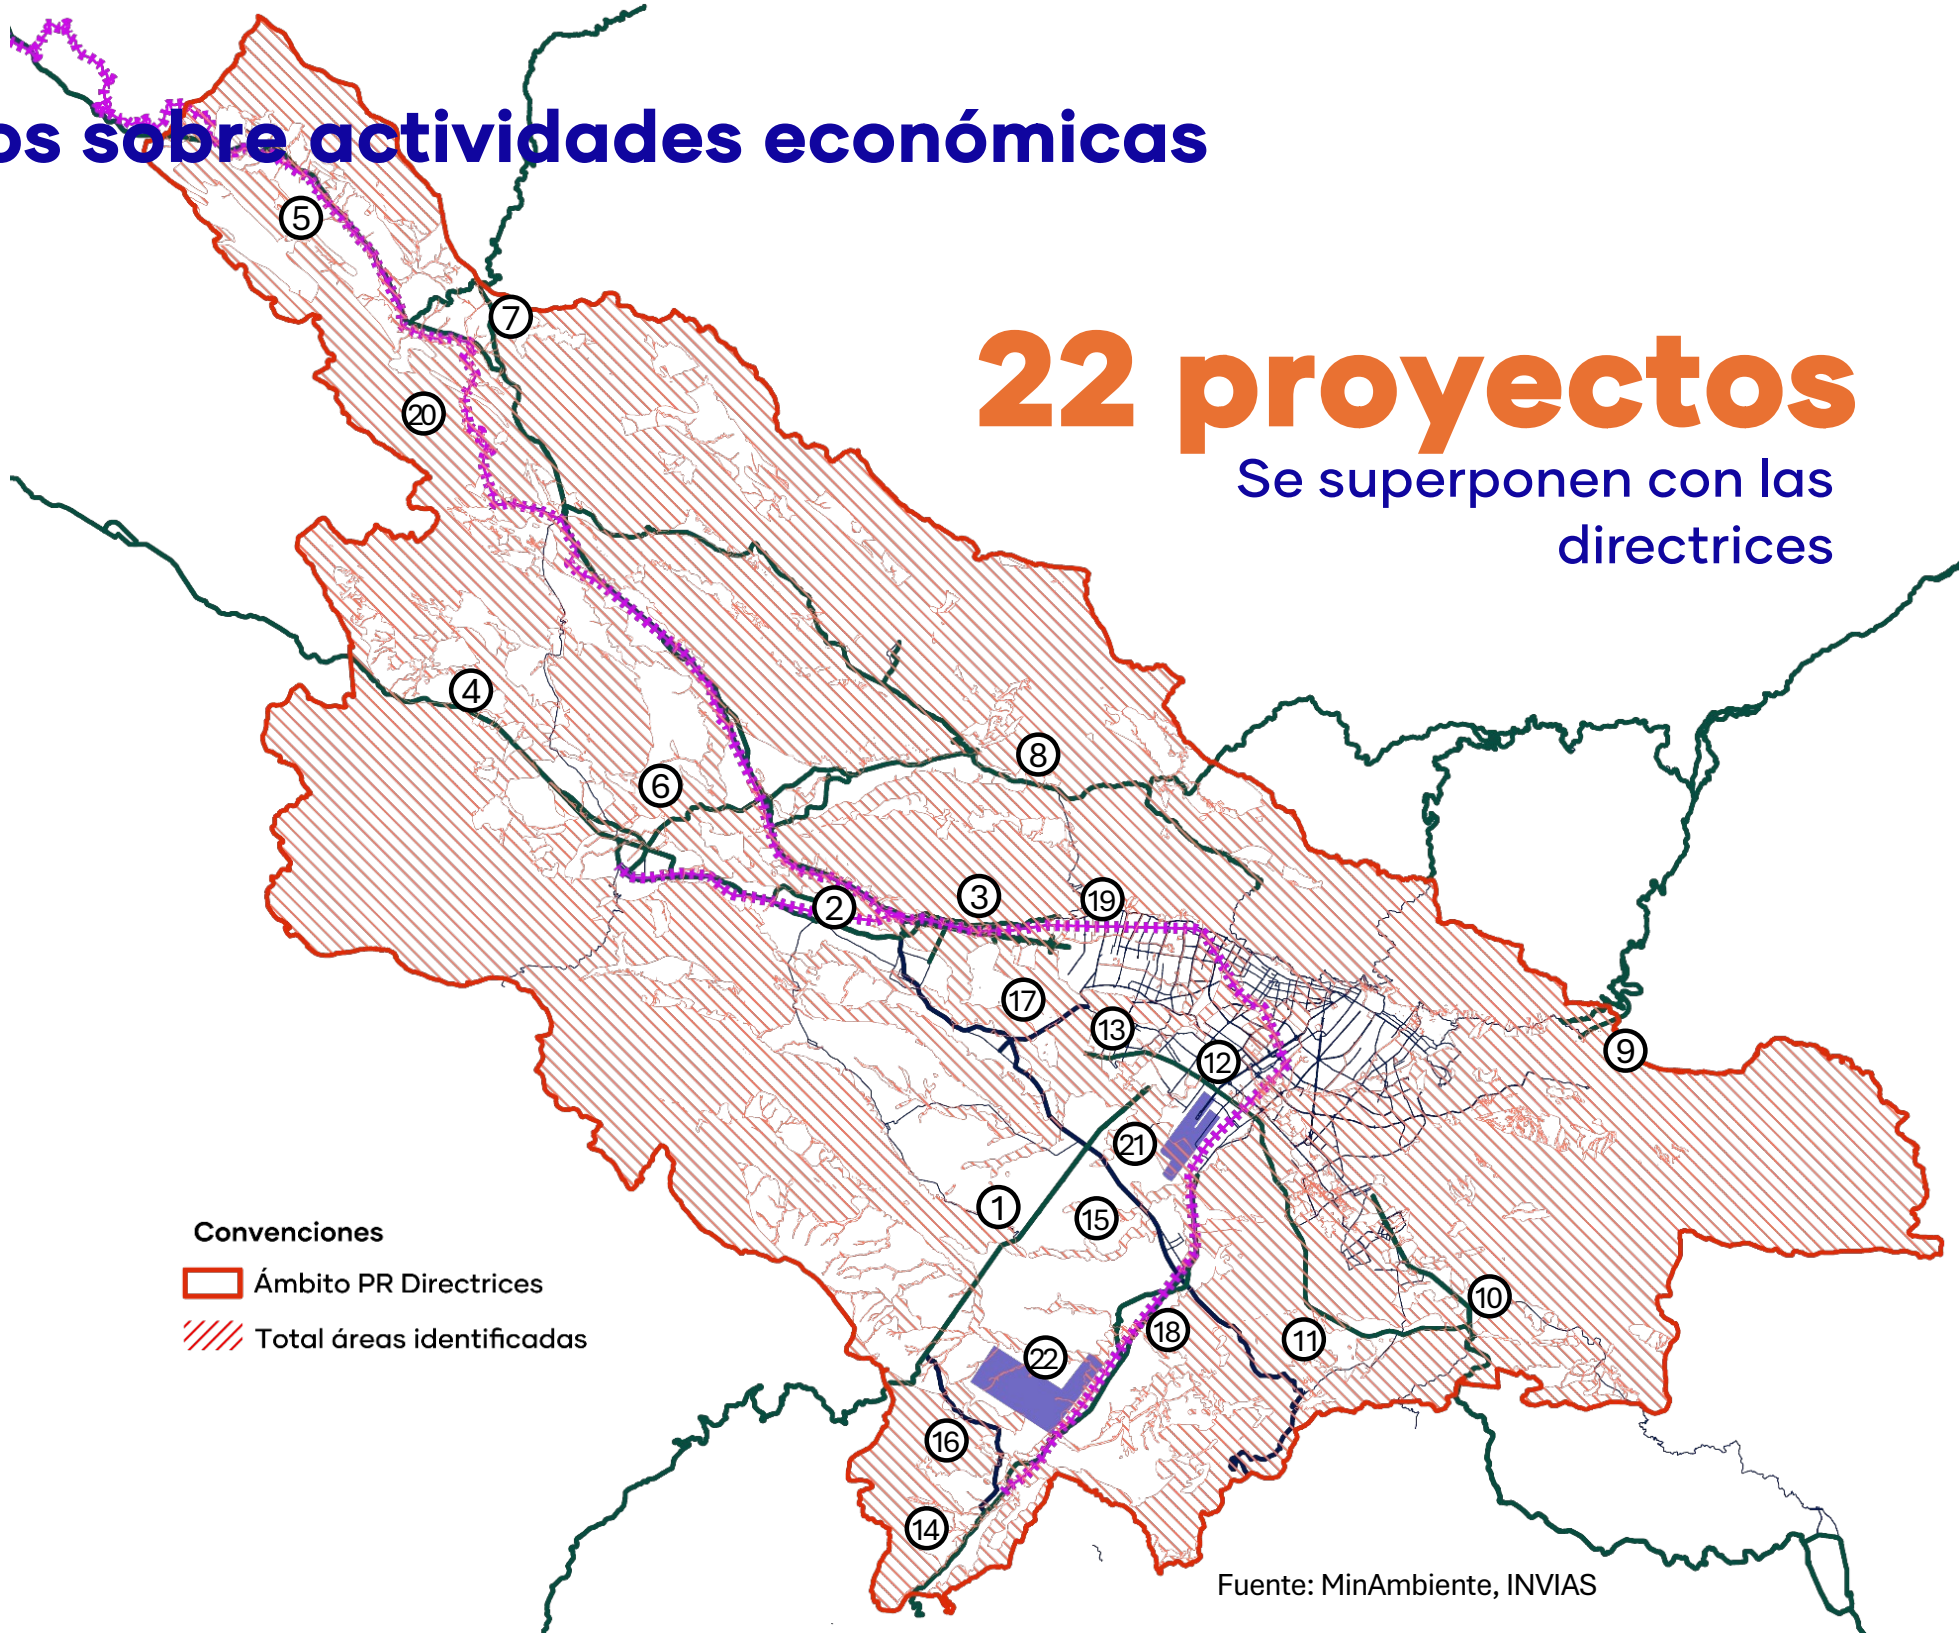 os sobre actividades económicas
5
7
22 proyectos
20
Se superponen con las
directrices
4
8
6
3
19
2
17
13
12
9
21
1
15
Convenciones
Ámbito PR Directrices
10
18
11
Total áreas identificadas
22
16
14
Fuente: MinAmbiente, INVIAS